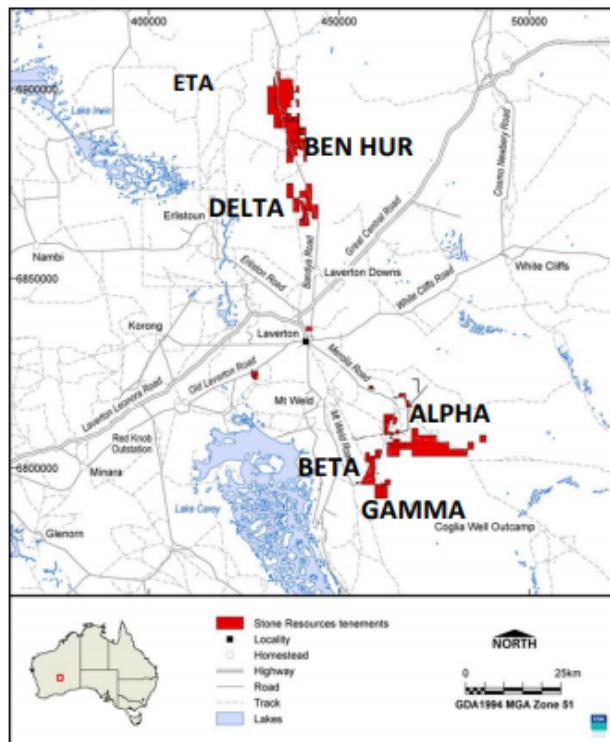 400000
450000
500000
6900000
ETA
Lake Irwin
BEN HUR
Cosmo Newbery Road
DELTA
Erlistoun
Great Central Road
Bandya Road
Nambi
Erliston Road
Laverton Downs
White Cliffs Road
White Cliffs
6850000
Korong
Laverton
Merolia Road
Old Laverton Road
Laverton Leonora Road
Mt Weld
ALPHA
Red Knob
Outstation
Mt Weld Road
6800000
Minara
BETA
GAMMA
Lake Carey
Glenorn
Coglia Well Outcamp
Stone Resources tenements
Locality
Homestead
Highway
Road
Track
Lakes
NORTH
0
25km
GDA1994 MGA Zone 51